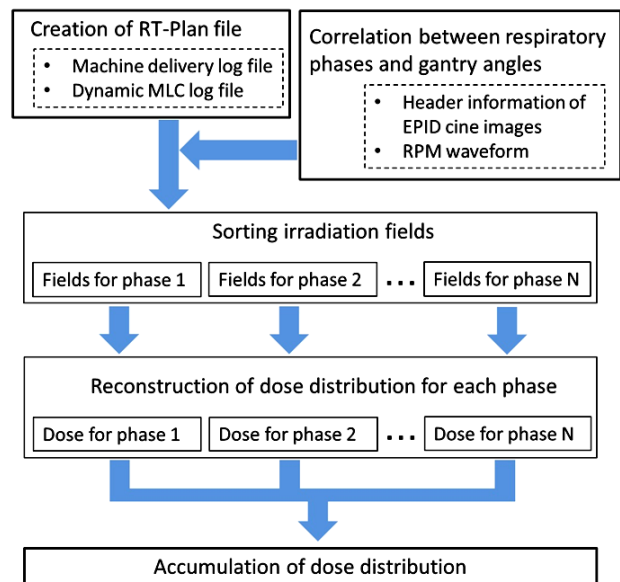 Creation of RT-Plan file
• Machine delivery log file
• Dynamic MLC log file
Correlation between respiratory
phases and gantry angles
• Header information of
EPID cine images
• RPM waveform
Sorting irradiation fields
Fields for phase 1
Fields for phase 2
...
Fields for phase N
Reconstruction of dose distribution for each phase
Dose for phase 1
Dose for phase 2
...
Dose for phase N
Accumulation of dose distribution